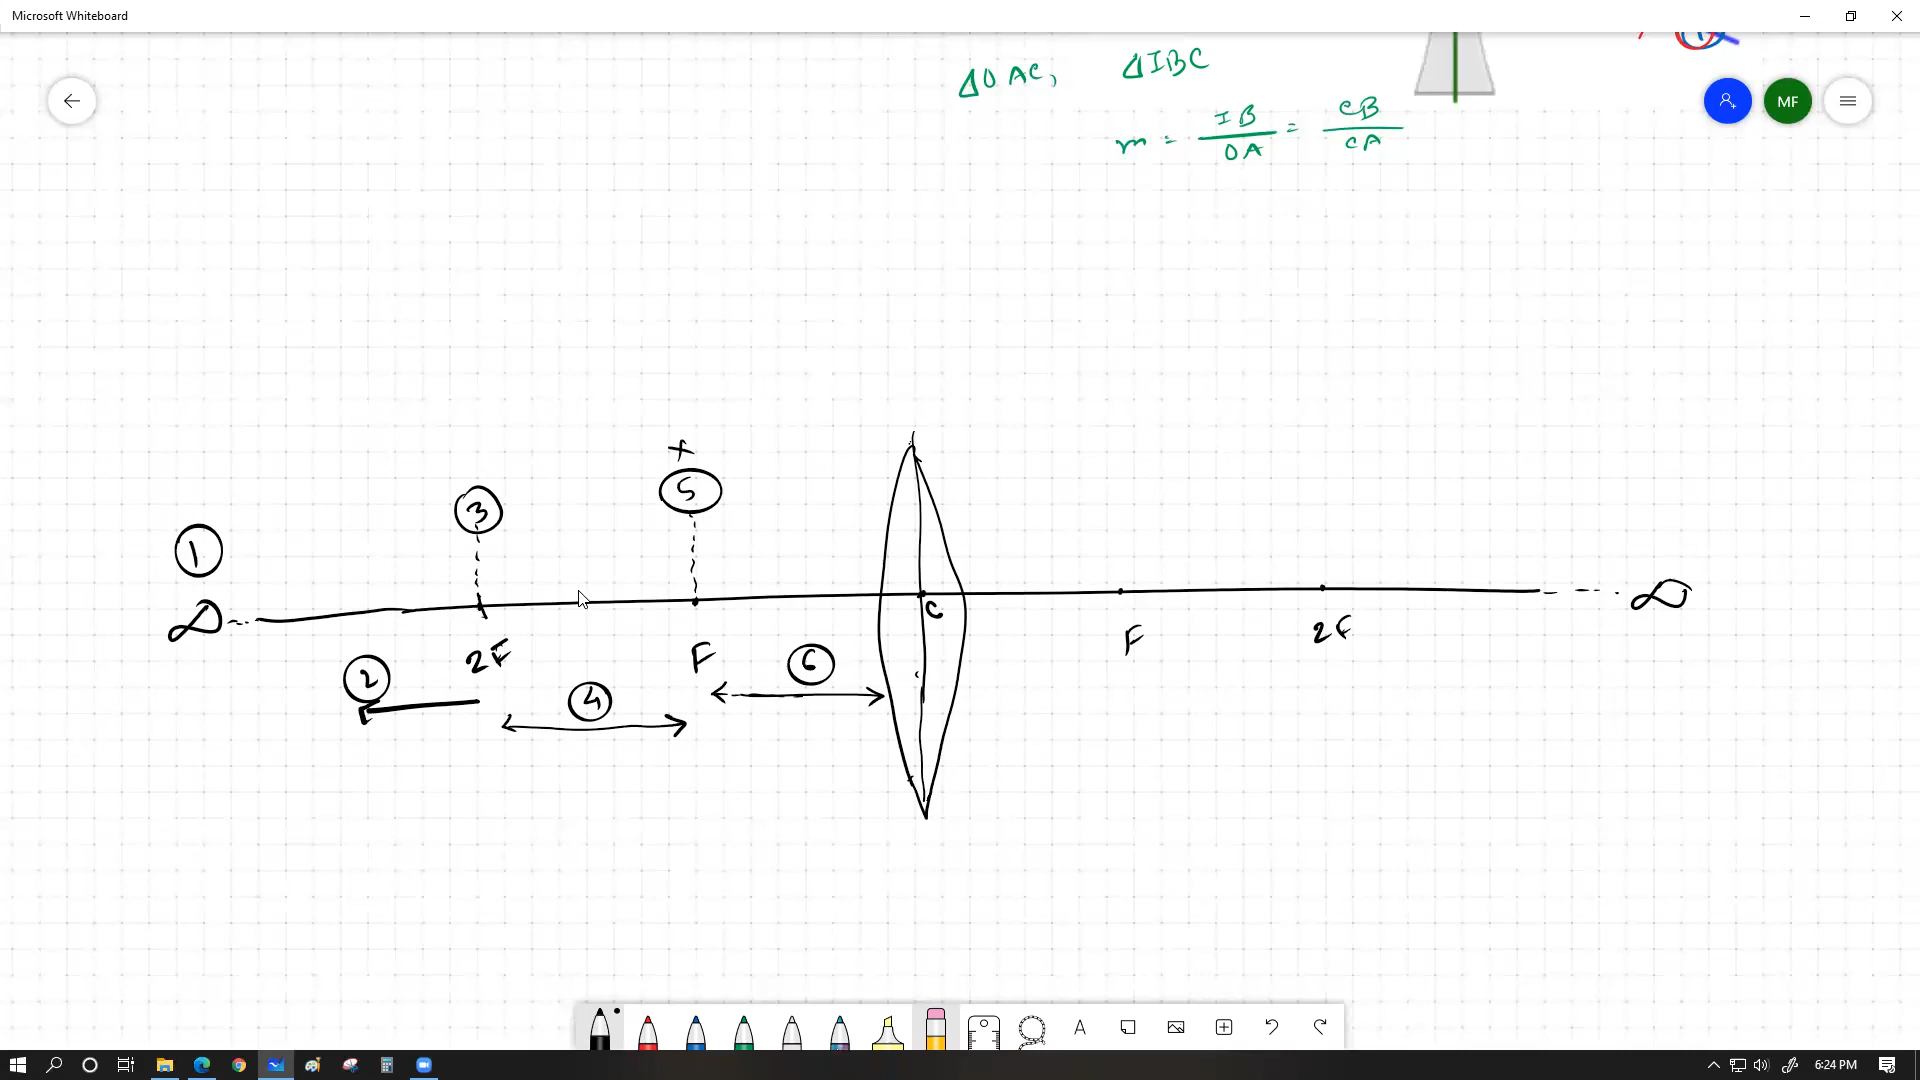 Microsoft Whiteboard
ΔOAC, ΔIBC
m = IB/OA = CB/CA
MF
+
5
3
1
∞
C
∞
2F
F
F
2F
2
4
6
A
6:24 PM